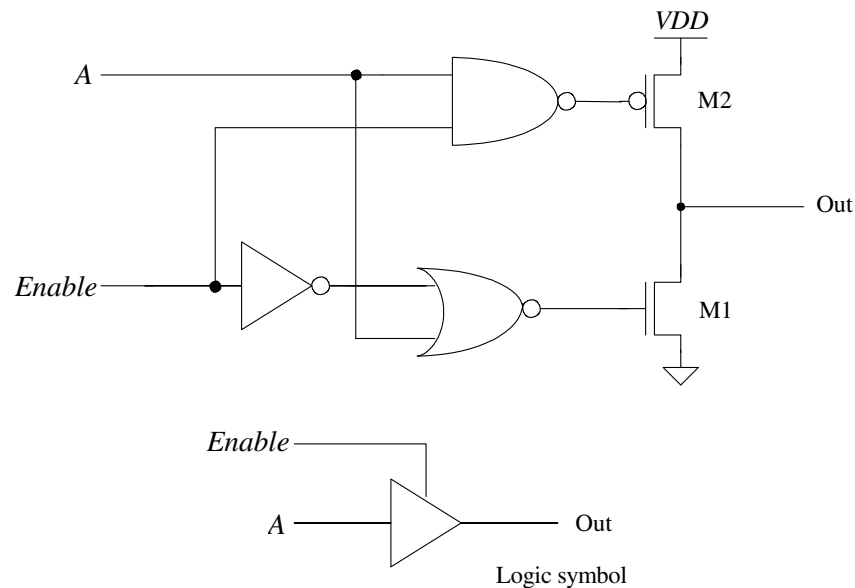 VDD
A
M2
Out
Enable
M1
Enable
A
Out
Logic symbol